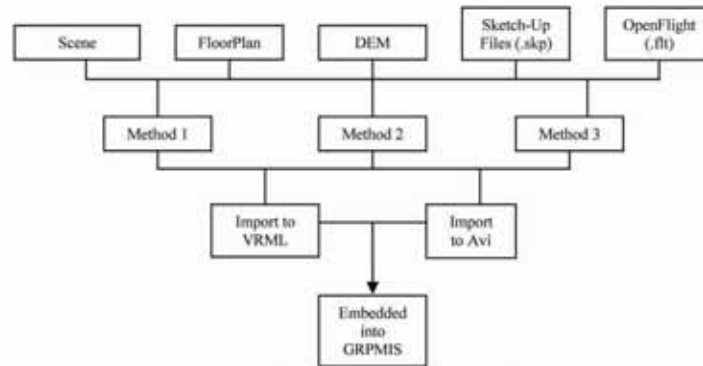 Scene
FloorPlan
DEM
Sketch-Up
Files (.skp)
OpenFlight
(.flt)
Method 1
Method 2
Method 3
Import to
VRML
Import
to Avi
Embedded
into
GRPMIS